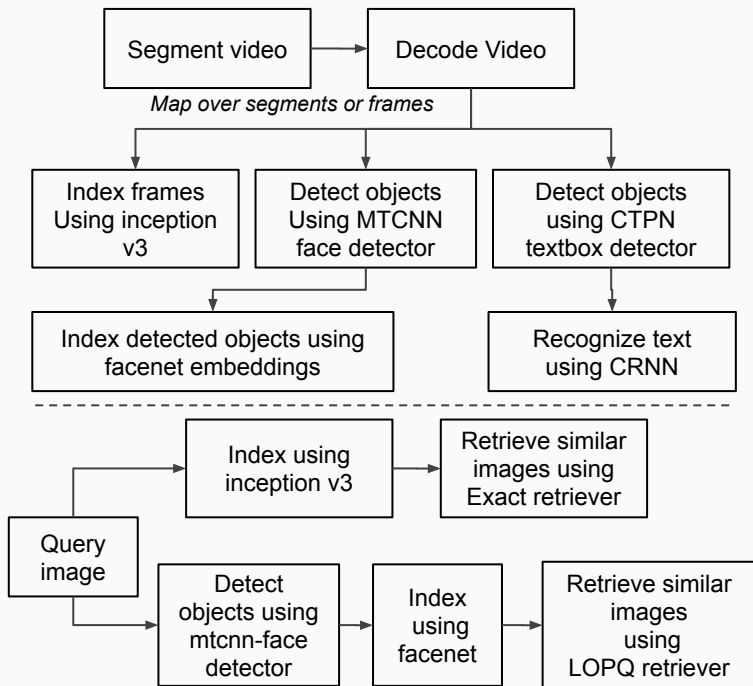 Segment video
Decode Video
Map over segments or frames
Index frames
Using inception
v3
Detect objects
Using MTCNN
face detector
Detect objects
using CTPN
textbox detector
Index detected objects using
facenet embeddings
Recognize text
using CRNN
Index using
inception v3
Retrieve similar
images using
Exact retriever
Query
image
Detect
objects using
mtcnn-face
detector
Index
using
facenet
Retrieve similar
images
using
LOPQ retriever